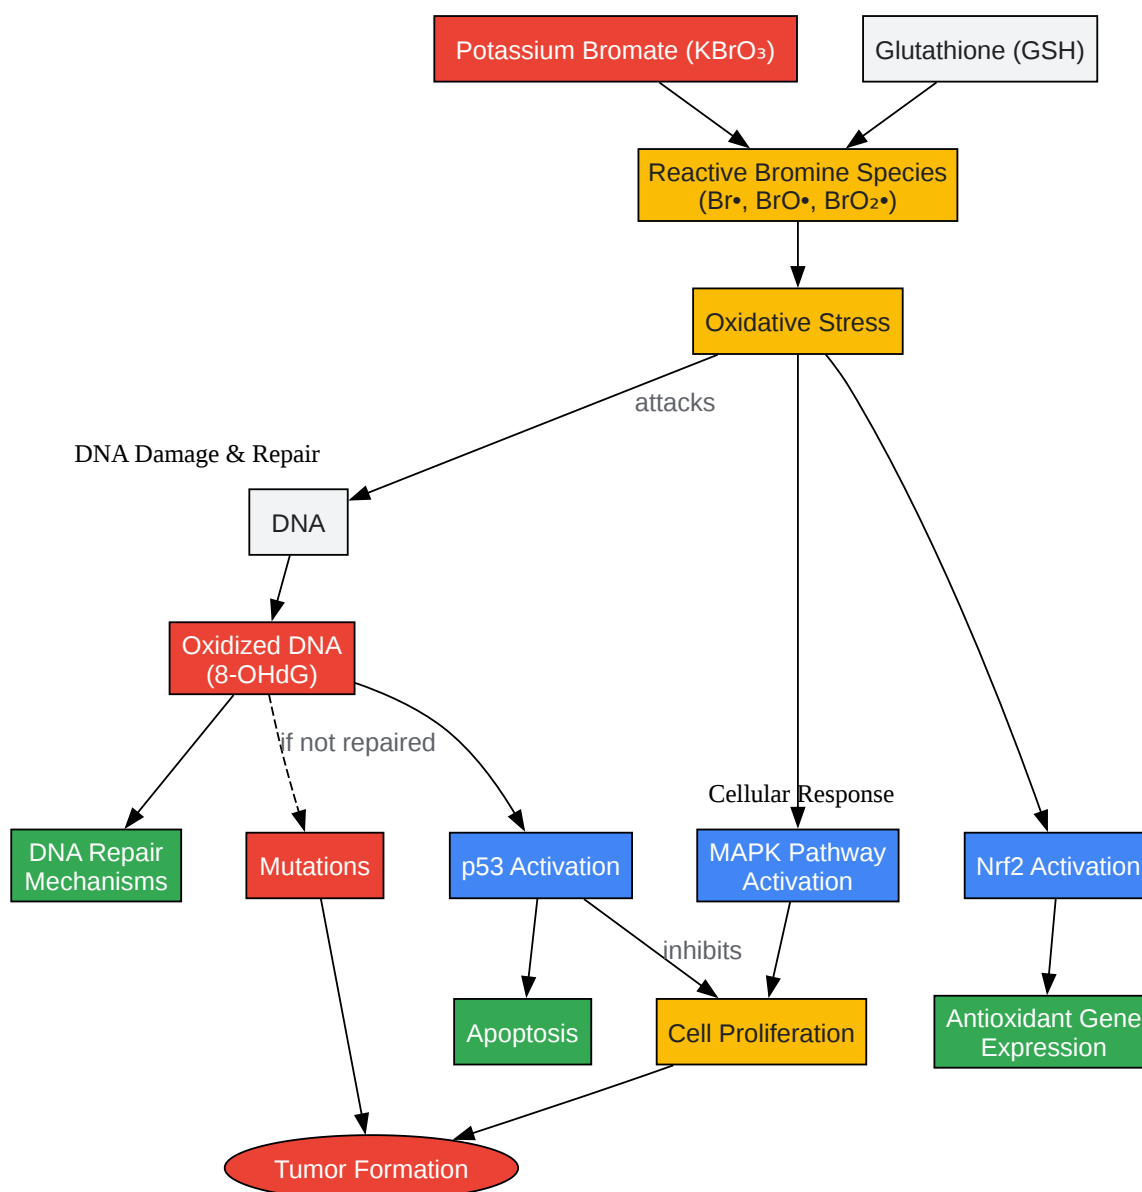 Potassium Bromate (KBrO₃)
Glutathione (GSH)
Reactive Bromine Species
(Br•, BrO•, BrO₂•)
Oxidative Stress
attacks
DNA Damage & Repair
DNA
Oxidized DNA
(8-OHdG)
if not repaired
Cellular Response
DNA Repair
Mechanisms
Mutations
p53 Activation
MAPK Pathway
Activation
Nrf2 Activation
inhibits
Apoptosis
Cell Proliferation
Antioxidant Gene
Expression
Tumor Formation